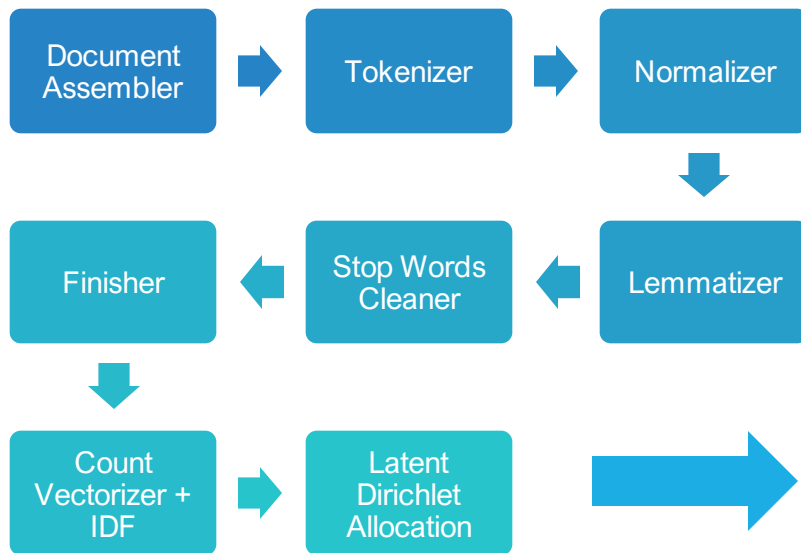 Document
Assembler
Tokenizer
Normalizer
Lemmatizer
Stop Words
Cleaner
Finisher
Count
Vectorizer +
IDF
Latent
Dirichlet
Allocation